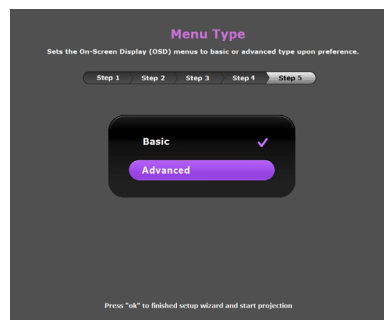 Menu Type
Sets the On-Screen Display (OSD) menus to basic or advanced type upon preference.
Step 1 Step 2 Step 3 Step 4 Step 5
Basic
Advanced
Press "ok" to finished setup wizard and start projection